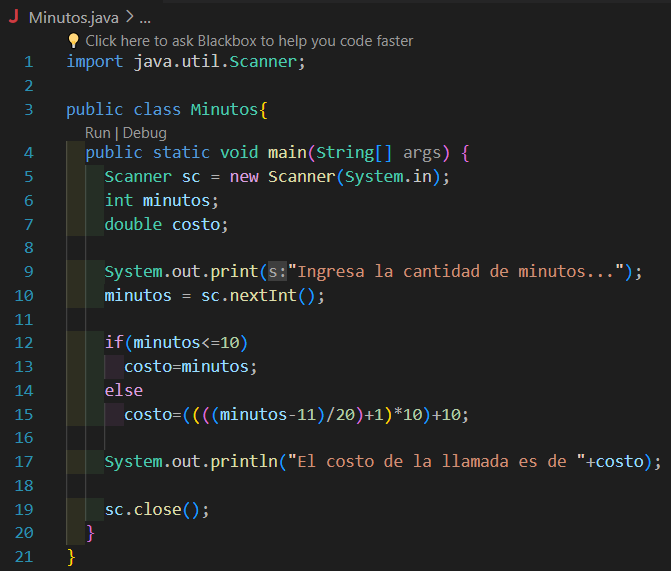 Minutos.java > ...
Click here to ask Blackbox to help you code faster
1 import java.util.Scanner;
2
3 public class Minutos{
Run | Debug
4 public static void main(String[] args) {
5 Scanner sc = new Scanner(System.in);
6 int minutos;
7 double costo;
8
9 System.out.print(s:"Ingresa la cantidad de minutos...");
10 minutos = sc.nextInt();
11
12 if(minutos<=10)
13 costo=minutos;
14 else
15 costo=((((minutos-11)/20)+1)*10)+10;
16
17 System.out.println("El costo de la llamada es de "+costo);
18
19 sc.close();
20 }
21 }